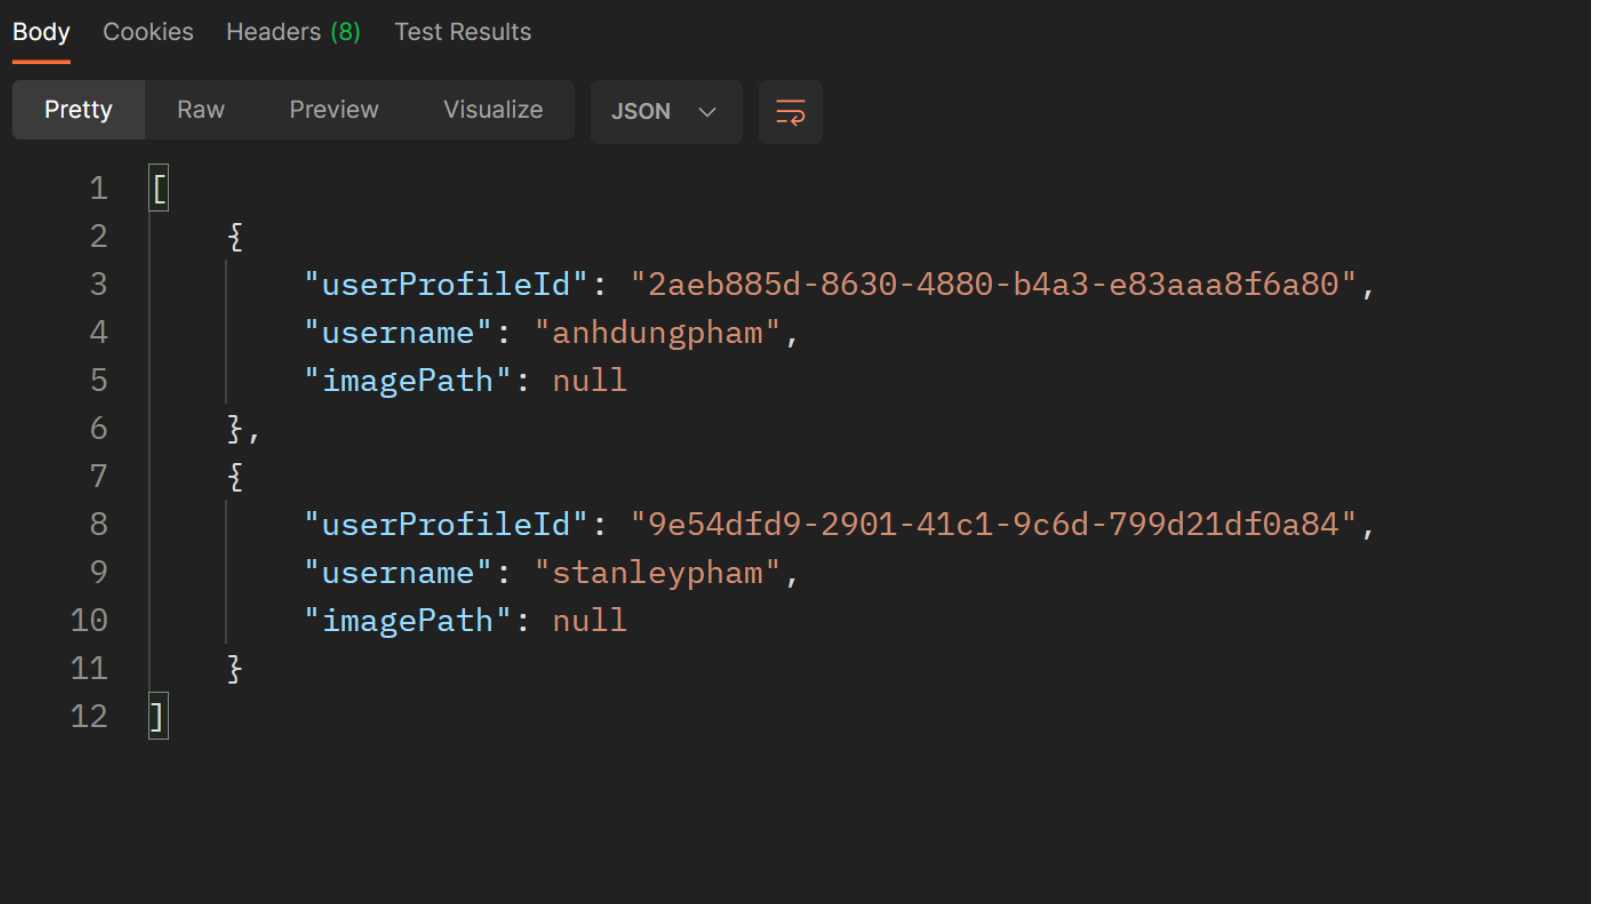 Body Cookies Headers (8) Test Results
Pretty Raw Preview Visualize JSON
1 [
2 {
3 "userProfileId": "2aeb885d-8630-4880-b4a3-e83aaa8f6a80",
4 "username": "anhdungpham",
5 "imagePath": null
6 },
7 {
8 "userProfileId": "9e54dfd9-2901-41c1-9c6d-799d21df0a84",
9 "username": "stanleypham",
10 "imagePath": null
11 }
12 ]